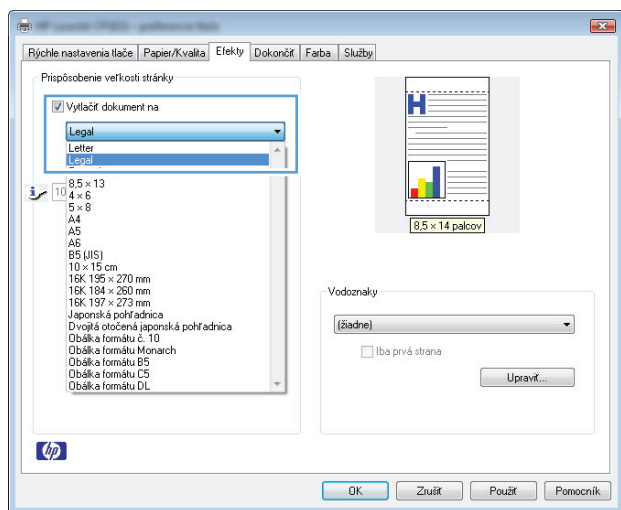 Rýchle nastavenia tlače Papier/Kvalita Efekty Dokončiť Farba Služby
Prispôsobenie veľkosti stránky
Vytlačiť dokument na
Legal
Letter
Legal
8,5 × 13
10
4 × 6
5 × 8
A4
A5
A6
B5 (JIS)
10 × 15 cm
16K 195 × 270 mm
16K 184 × 260 mm
16K 197 × 273 mm
Japonská pohľadnica
Dvojitá otočená japonská pohľadnica
Obálka formátu č. 10
Obálka formátu Monarch
Obálka formátu B5
Obálka formátu C5
Obálka formátu DL
H
8,5 × 14 palcov
Vodoznaky
(žiadne)
Iba prvá strana
Upraviť...
hp
OK Zrušiť Použiť Pomocník